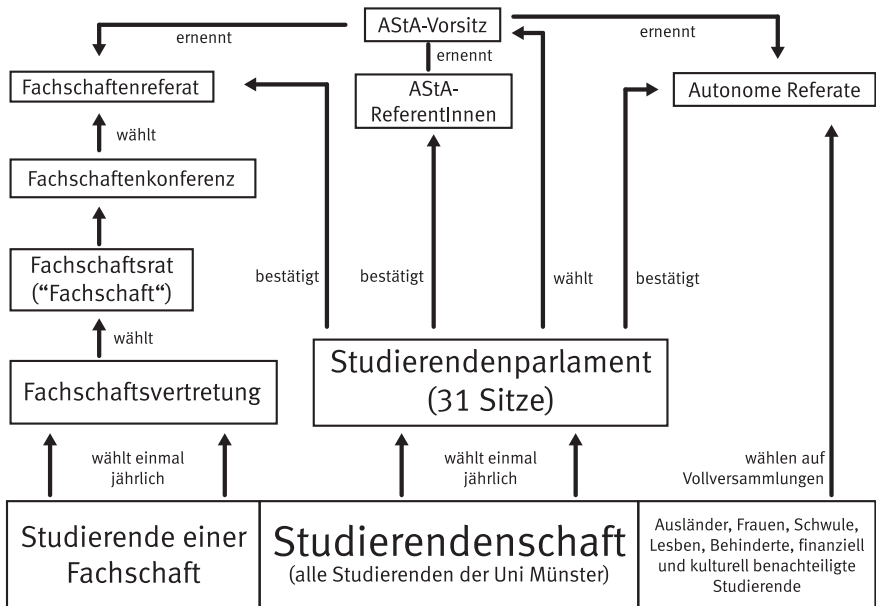 AStA-Vorsitz
ernennt
ernennt
ernennt
Fachschaftenreferat
AStA-
ReferentInnen
Autonome Referate
wählt
Fachschaftenkonferenz
Fachschaftsrat
(“Fachschaft“)
bestätigt
bestätigt
wählt
bestätigt
wählt
Studierendenparlament
(31 Sitze)
Fachschaftsvertretung
wählt einmal
jährlich
wählt einmal
jährlich
wählen auf
Vollversammlungen
Studierende einer
Fachschaft
Studierendenschaft
(alle Studierenden der Uni Münster)
Ausländer, Frauen, Schwule,
Lesben, Behinderte, finanziell
und kulturell benachteiligte
Studierende